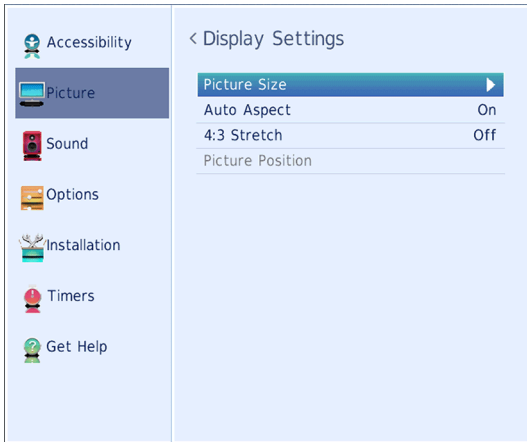 Accessibility
Picture
Sound
Options
Installation
Timers
Get Help
< Display Settings
Picture Size
Auto Aspect On
4:3 Stretch Off
Picture Position